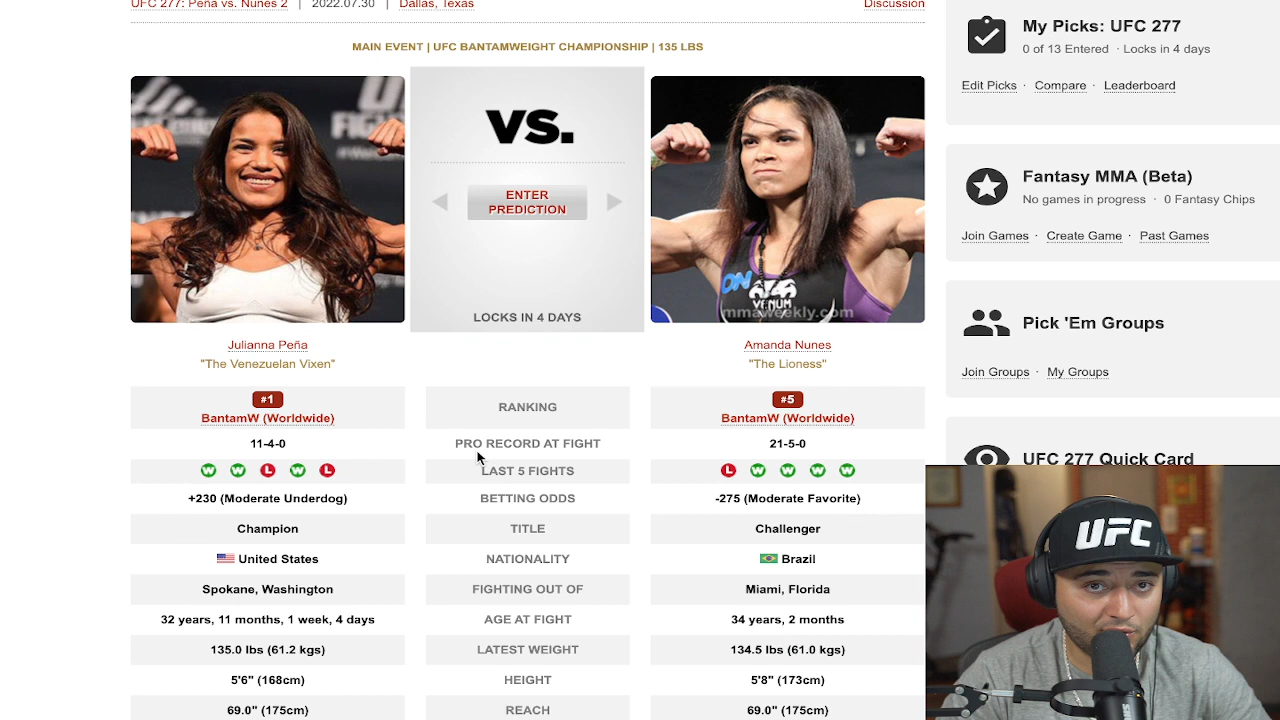 UFC 277: Peña vs. Nunes 2 | 2022.07.30 | Dallas, Texas
Discussion
MAIN EVENT | UFC BANTAMWEIGHT CHAMPIONSHIP | 135 LBS
VS.
ENTER
PREDICTION
LOCKS IN 4 DAYS
ON
VENUM
mmaweekly.com
Julianna Peña
Amanda Nunes
"The Venezuelan Vixen"
"The Lioness"
#1
BantamW (Worldwide)
RANKING
#5
BantamW (Worldwide)
11-4-0
PRO RECORD AT FIGHT
21-5-0
W W L W L
LAST 5 FIGHTS
L W W W W
+230 (Moderate Underdog)
BETTING ODDS
-275 (Moderate Favorite)
Champion
TITLE
Challenger
United States
NATIONALITY
Brazil
Spokane, Washington
FIGHTING OUT OF
Miami, Florida
32 years, 11 months, 1 week, 4 days
AGE AT FIGHT
34 years, 2 months
135.0 lbs (61.2 kgs)
LATEST WEIGHT
134.5 lbs (61.0 kgs)
5'6" (168cm)
HEIGHT
5'8" (173cm)
69.0" (175cm)
REACH
69.0" (175cm)
My Picks: UFC 277
0 of 13 Entered · Locks in 4 days
Edit Picks · Compare · Leaderboard
Fantasy MMA (Beta)
No games in progress · 0 Fantasy Chips
Join Games · Create Game · Past Games
Pick 'Em Groups
Join Groups · My Groups
UFC 277 Quick Card
UFC